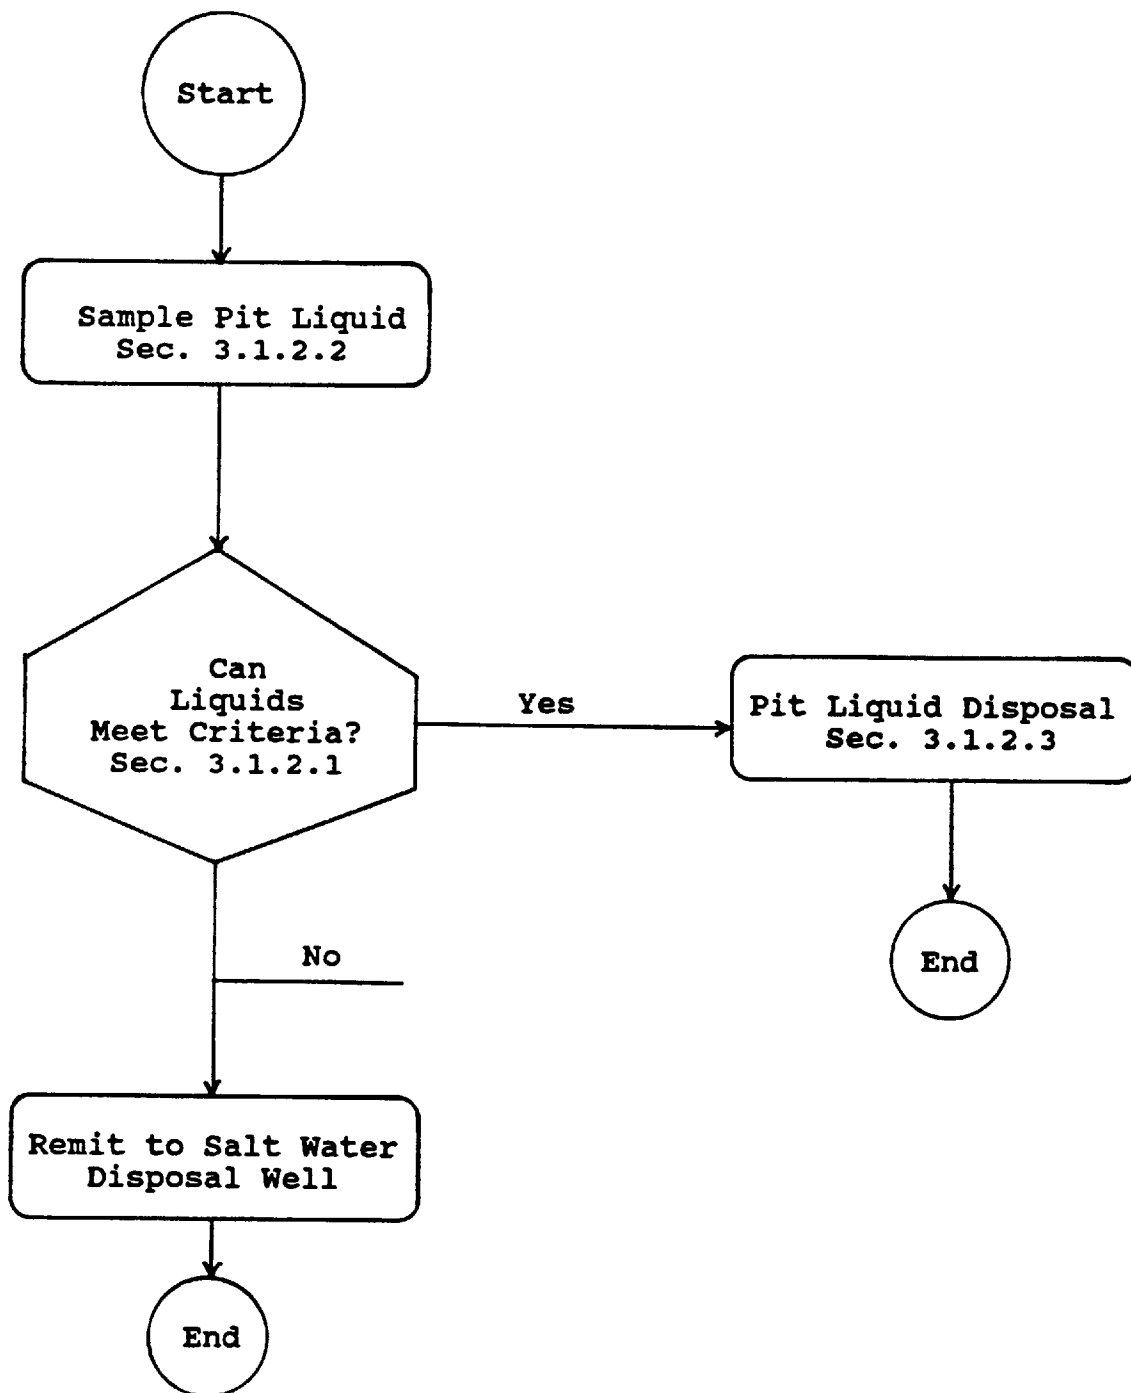 Start
Sample Pit Liquid
Sec. 3.1.2.2
Can
Liquids
Meet Criteria?
Sec. 3.1.2.1
Yes
Pit Liquid Disposal
Sec. 3.1.2.3
End
No
Remit to Salt Water
Disposal Well
End